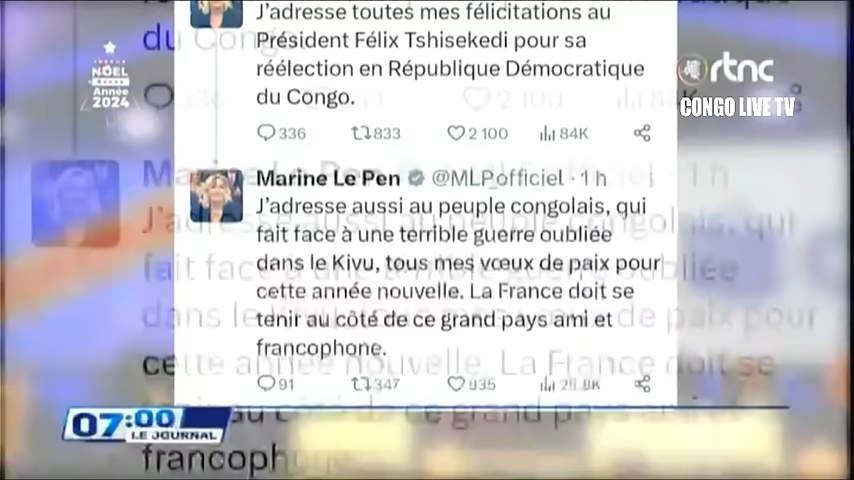 J'adresse toutes mes félicitations au
Président Félix Tshisekedi pour sa
réélection en République Démocratique
du Congo.
336 833 2 100 84K
Marine Le Pen @MLP_officiel · 1 h
J'adresse aussi au peuple congolais, qui
fait face à une terrible guerre oubliée
dans le Kivu, tous mes vœux de paix pour
cette année nouvelle. La France doit se
tenir au côté de ce grand pays ami et
francophone.
91 347 935
NOËL
Année
2024
rtnc
CONGO LIVE TV
07:00
LE JOURNAL